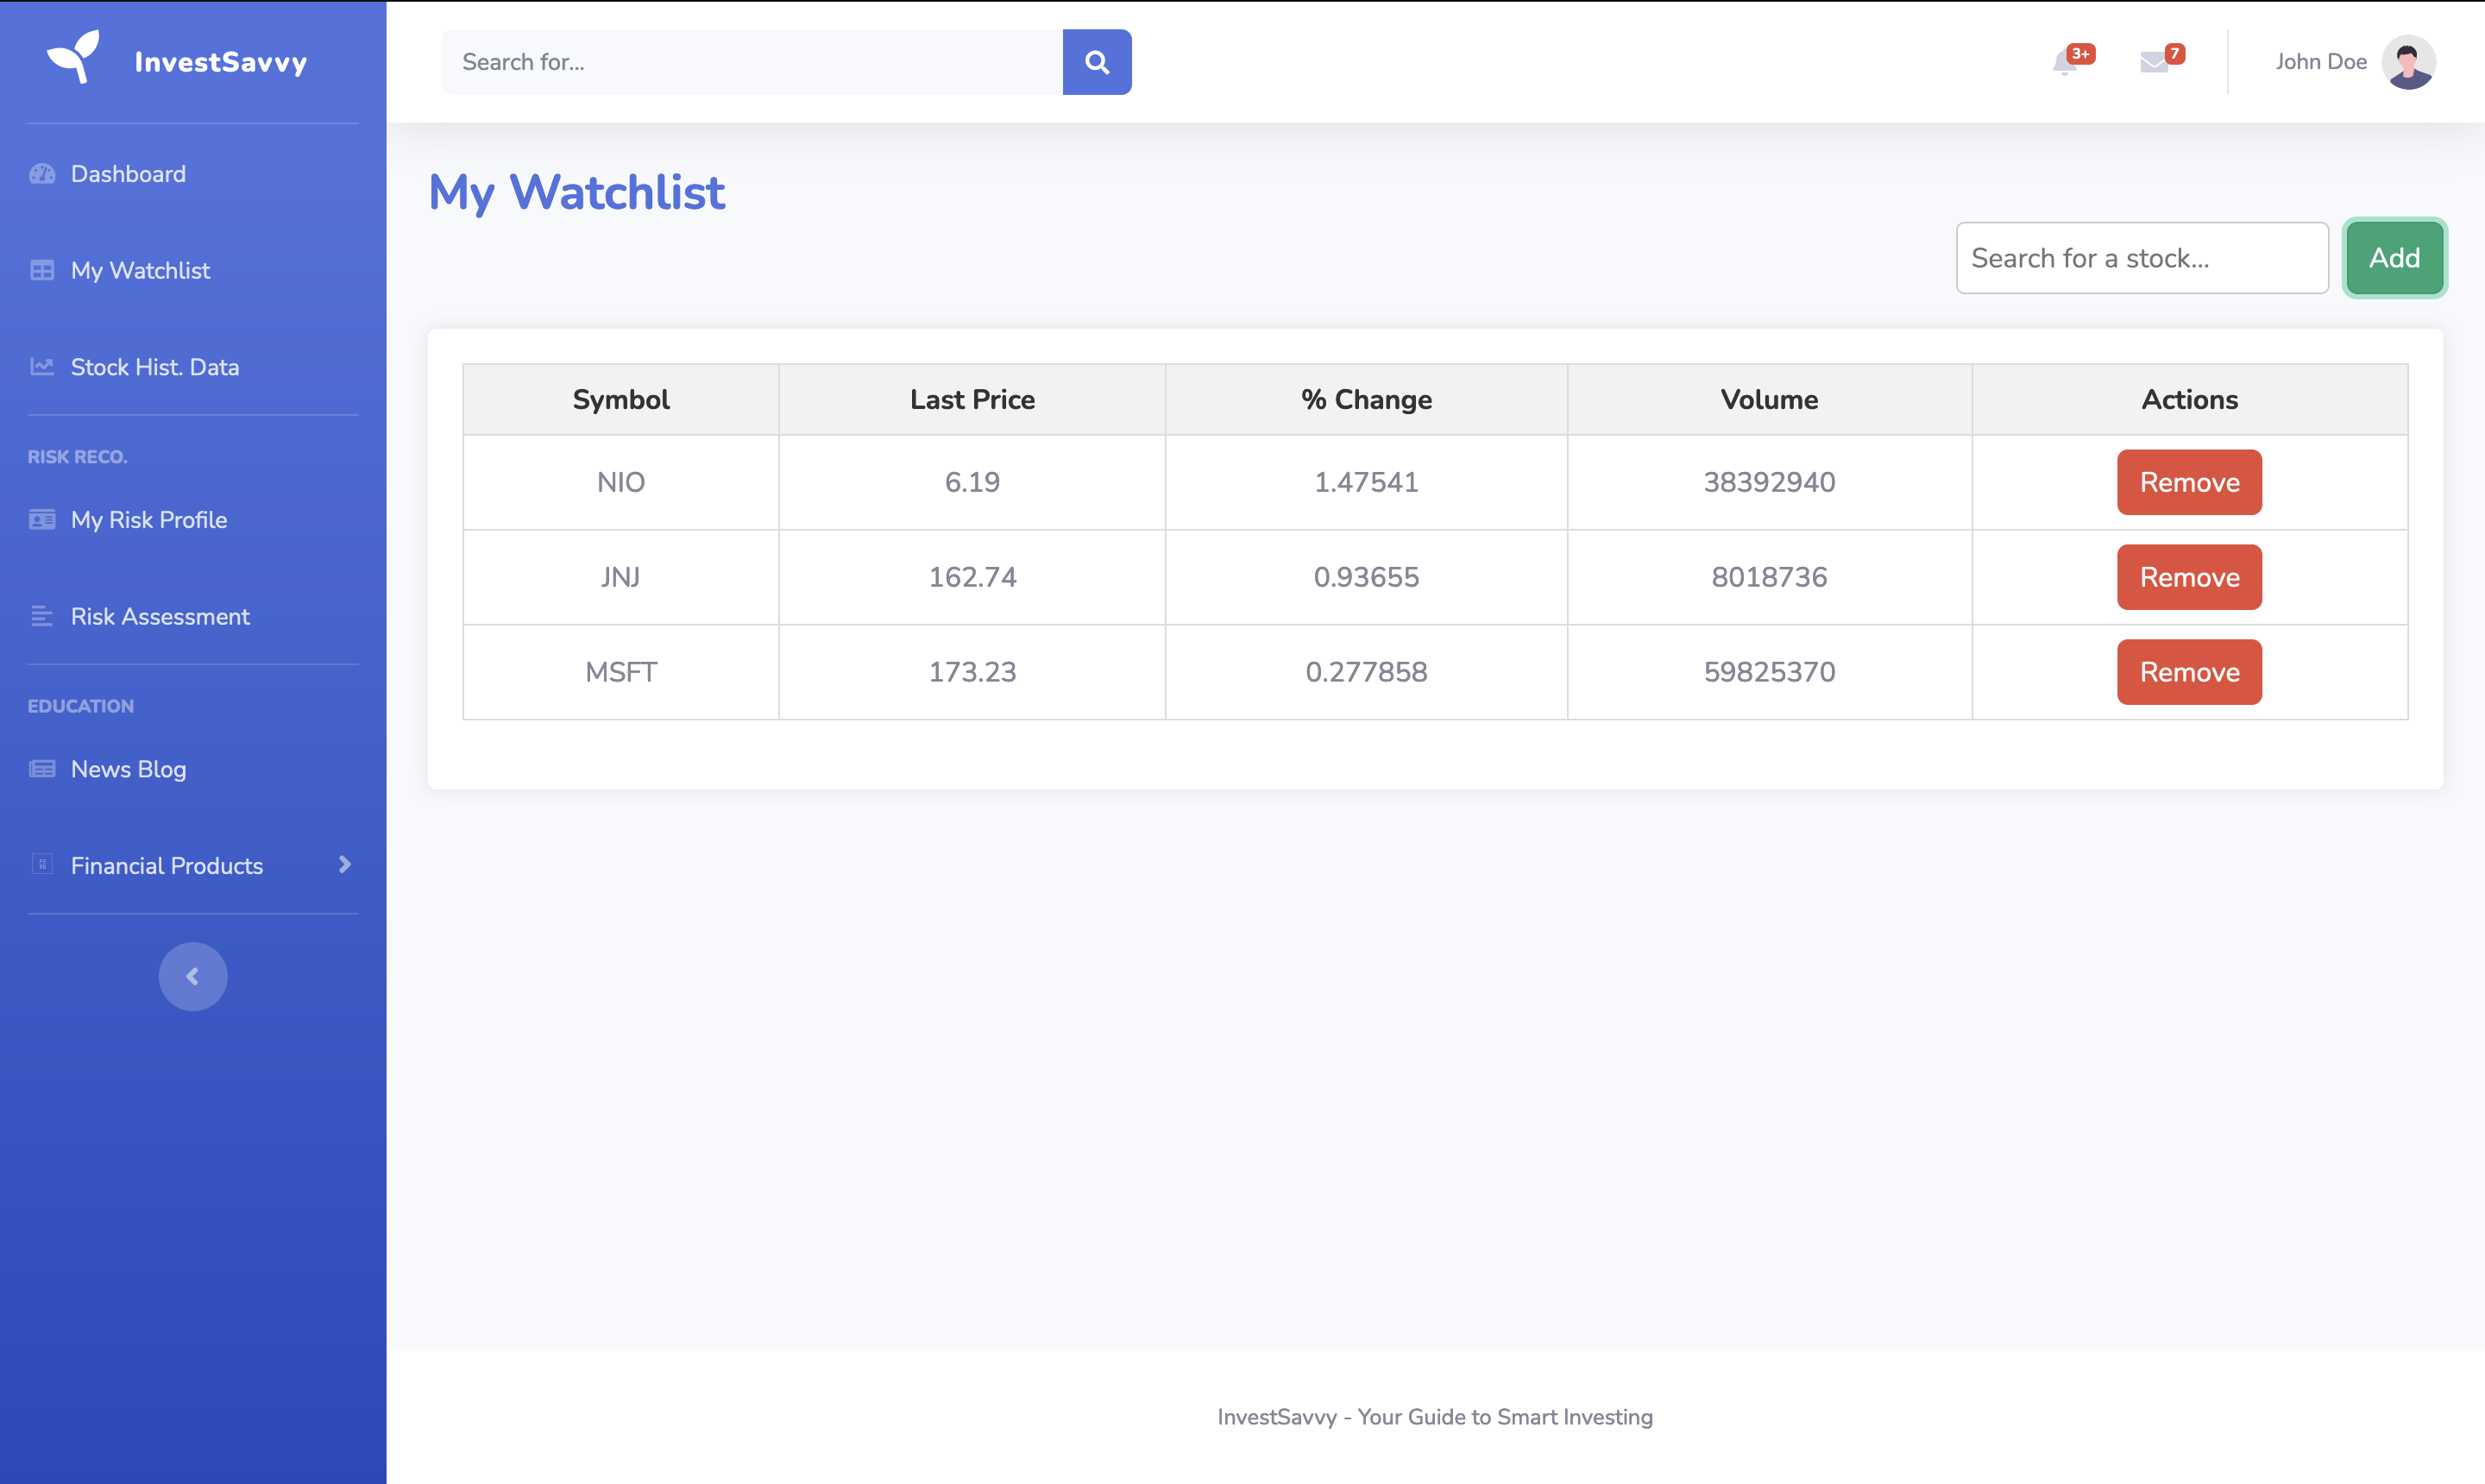 InvestSavvy
Search for...
3+
7
John Doe
Dashboard
My Watchlist
Stock Hist. Data
RISK RECO.
My Risk Profile
Risk Assessment
EDUCATION
News Blog
Financial Products
My Watchlist
Search for a stock...
Add
Symbol Last Price % Change Volume Actions
NIO 6.19 1.47541 38392940 Remove
JNJ 162.74 0.93655 8018736 Remove
MSFT 173.23 0.277858 59825370 Remove
InvestSavvy - Your Guide to Smart Investing